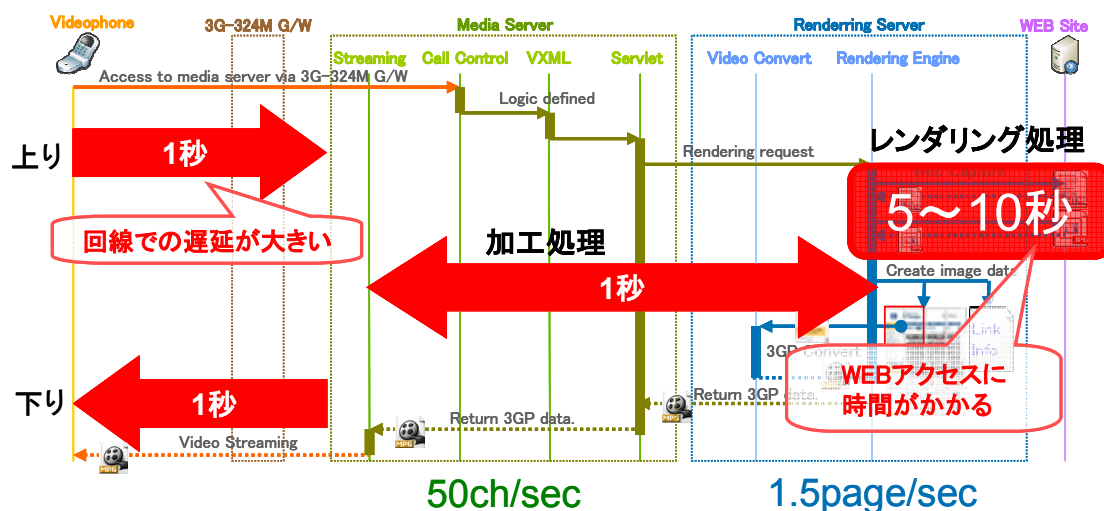 Videophone
3G-324M G/W
Media Server
Renderring Server
WEB Site
Streaming
Call Control
VXML
Servlet
Video Convert
Rendering Engine
Access to media server via 3G-324M G/W
Logic defined
Rendering request
レンダリング処理
上り
1秒
5～10秒
回線での遅延が大きい
加工処理
1秒
Create image data
Link
Info
3GP Convert
WEBアクセスに
時間がかかる
下り
1秒
Return 3GP data.
MPG
Return 3GP data.
MPG
Video Streaming
MPG
50ch/sec
1.5page/sec